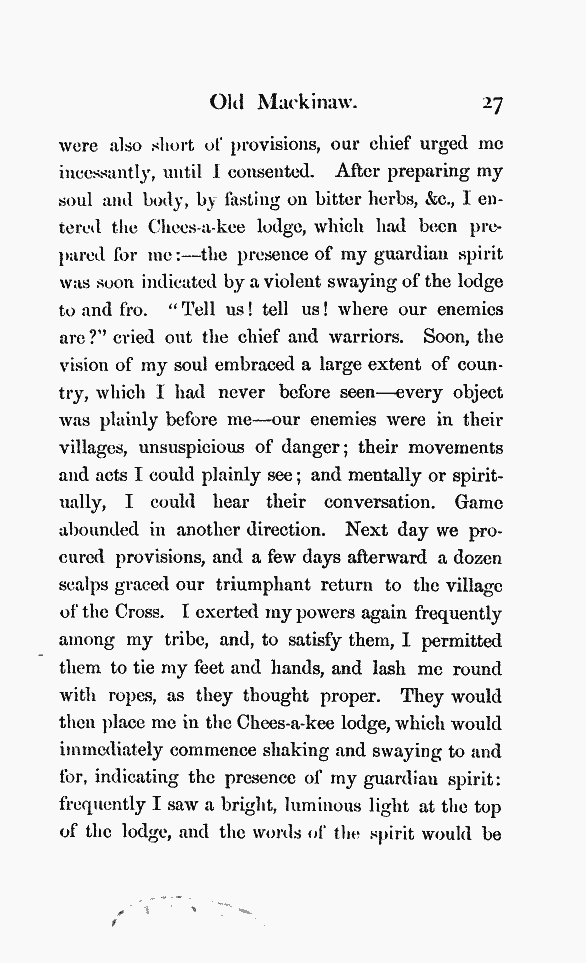 Old Mackinaw. 27
were also short of provisions, our chief urged me
incessantly, until I consented. After preparing my
soul and body, by fasting on bitter herbs, &c., I en-
tered the Chees-a-kee lodge, which had been pre-
pared for me:—the presence of my guardian spirit
was soon indicated by a violent swaying of the lodge
to and fro. "Tell us! tell us! where our enemies
are?" cried out the chief and warriors. Soon, the
vision of my soul embraced a large extent of coun-
try, which I had never before seen—every object
was plainly before me—our enemies were in their
villages, unsuspicious of danger; their movements
and acts I could plainly see; and mentally or spirit-
ually, I could hear their conversation. Game
abounded in another direction. Next day we pro-
cured provisions, and a few days afterward a dozen
scalps graced our triumphant return to the village
of the Cross. I exerted my powers again frequently
among my tribe, and, to satisfy them, I permitted
them to tie my feet and hands, and lash me round
with ropes, as they thought proper. They would
then place me in the Chees-a-kee lodge, which would
immediately commence shaking and swaying to and
for, indicating the presence of my guardian spirit:
frequently I saw a bright, luminous light at the top
of the lodge, and the words of the spirit would be